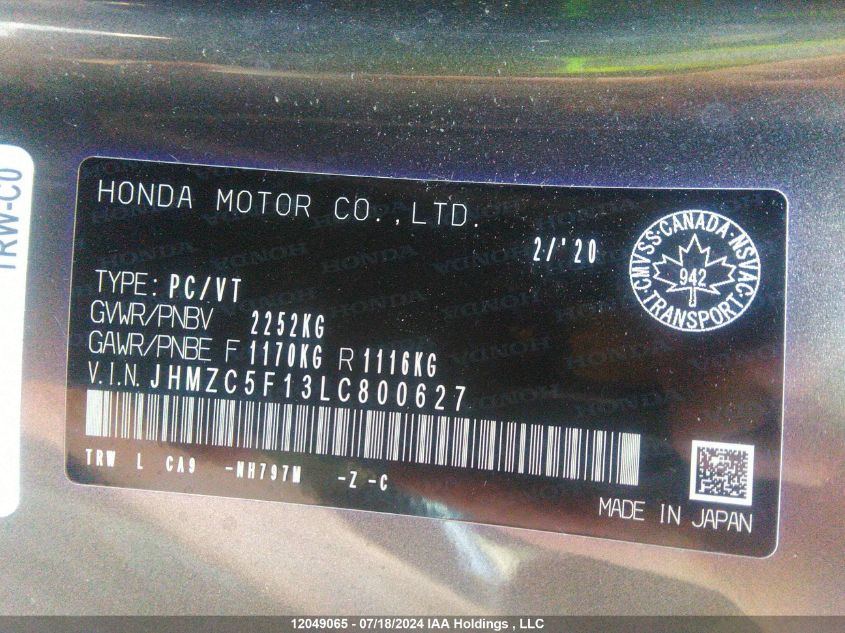 TRW-C0
HONDA MOTOR CO.,LTD.
2/'20
CMVSS·CANADA·NSVAC·TRANSPORT·
942
TYPE: PC/VT
GVWR/PNBV 2252KG
GAWR/PNBE F 1170KG R 1116KG
V.I.N. JHMZC5F13LC800627
TRW L CA9 -NH797M -Z -C
MADE IN JAPAN
12049065 - 07/18/2024 IAA Holdings , LLC